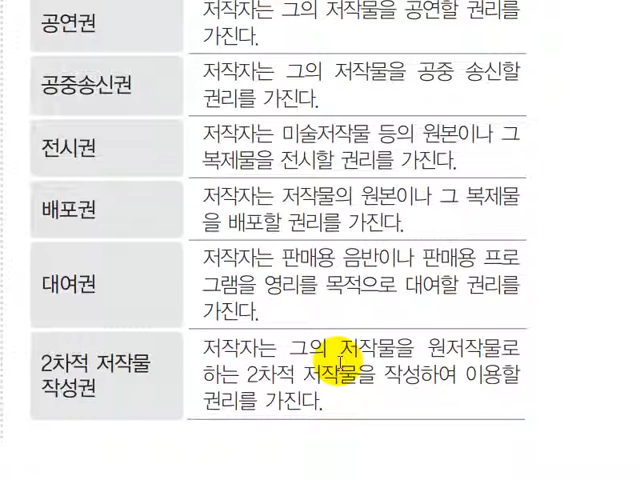 공연권
저작자는 그의 저작물을 공연할 권리를
가진다.
공중송신권
저작자는 그의 저작물을 공중 송신할
권리를 가진다.
전시권
저작자는 미술저작물 등의 원본이나 그
복제물을 전시할 권리를 가진다.
배포권
저작자는 저작물의 원본이나 그 복제물
을 배포할 권리를 가진다.
대여권
저작자는 판매용 음반이나 판매용 프로
그램을 영리를 목적으로 대여할 권리를
가진다.
2차적 저작물
작성권
저작자는 그의 저작물을 원저작물로
하는 2차적 저작물을 작성하여 이용할
권리를 가진다.